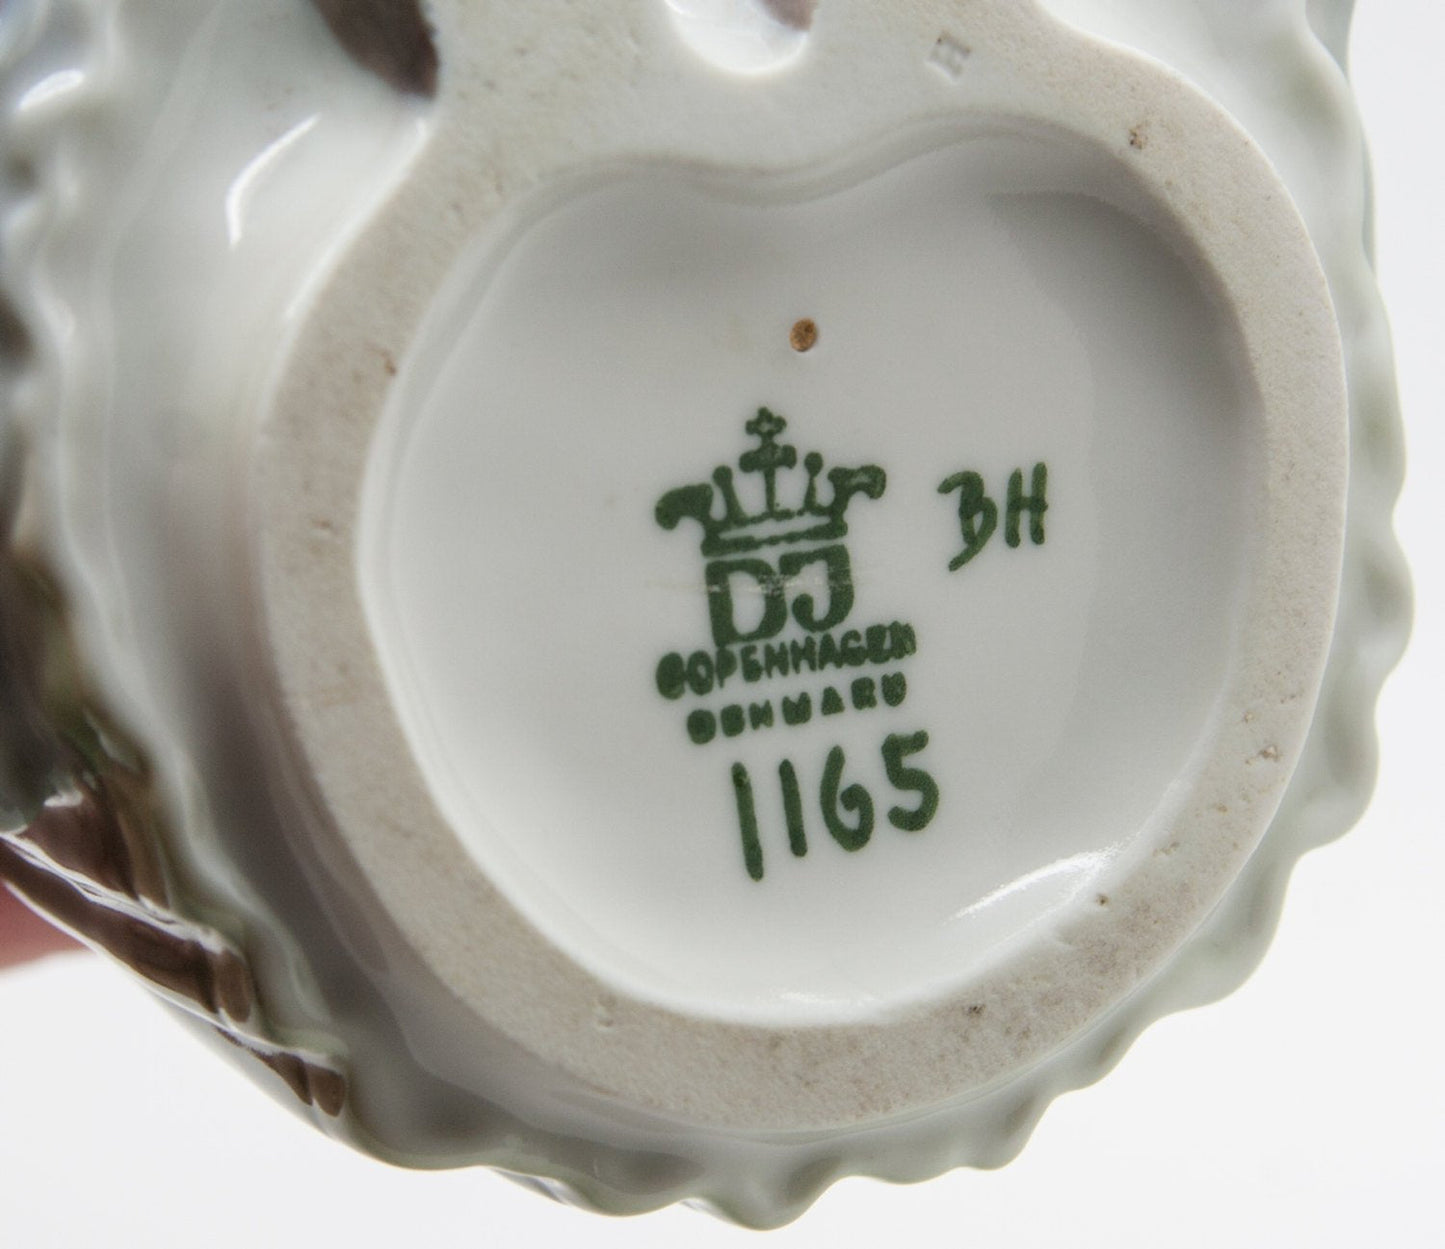 H
BH
DJ
COPENHAGEN
DENMARK
1165